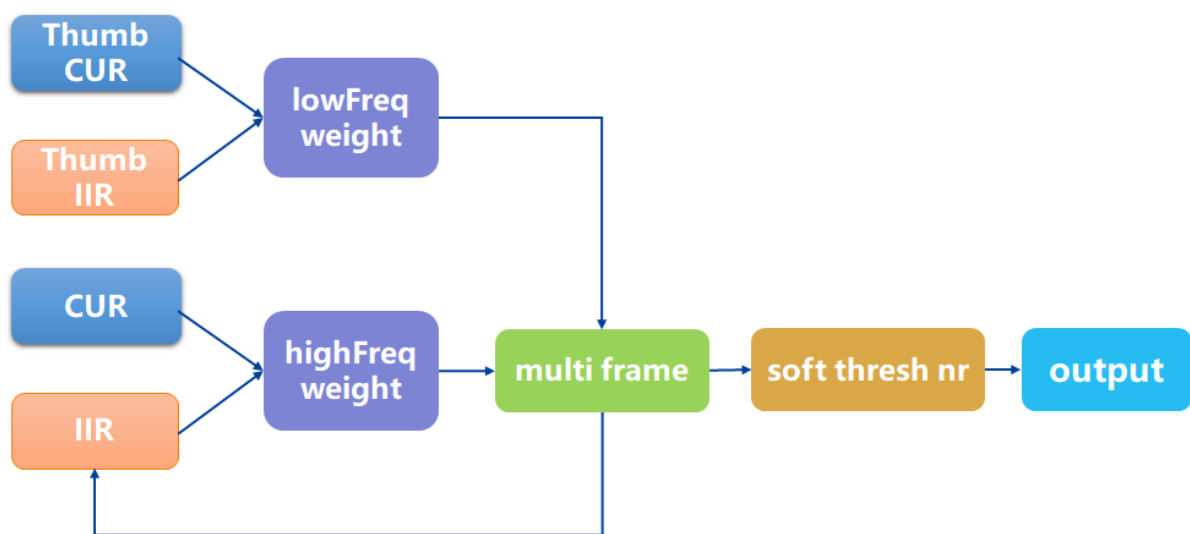 Thumb
CUR
lowFreq
weight
Thumb
IIR
CUR
highFreq
weight
multi frame
soft thresh nr
output
IIR